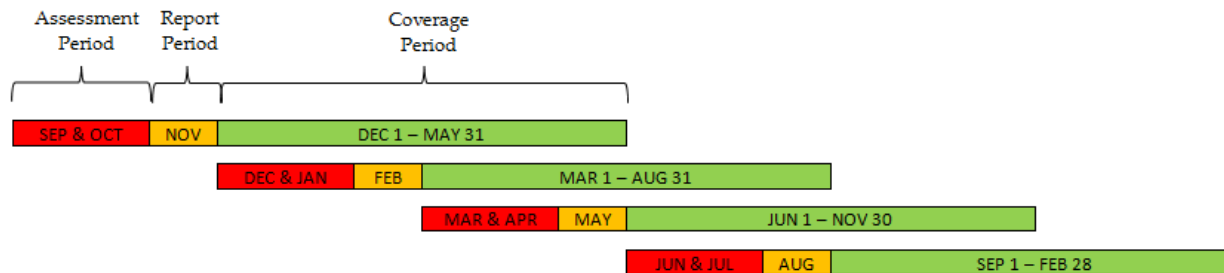 Assessment Period
Report Period
Coverage Period
SEP & OCT NOV DEC 1 – MAY 31
DEC & JAN FEB MAR 1 – AUG 31
MAR & APR MAY JUN 1 – NOV 30
JUN & JUL AUG SEP 1 – FEB 28